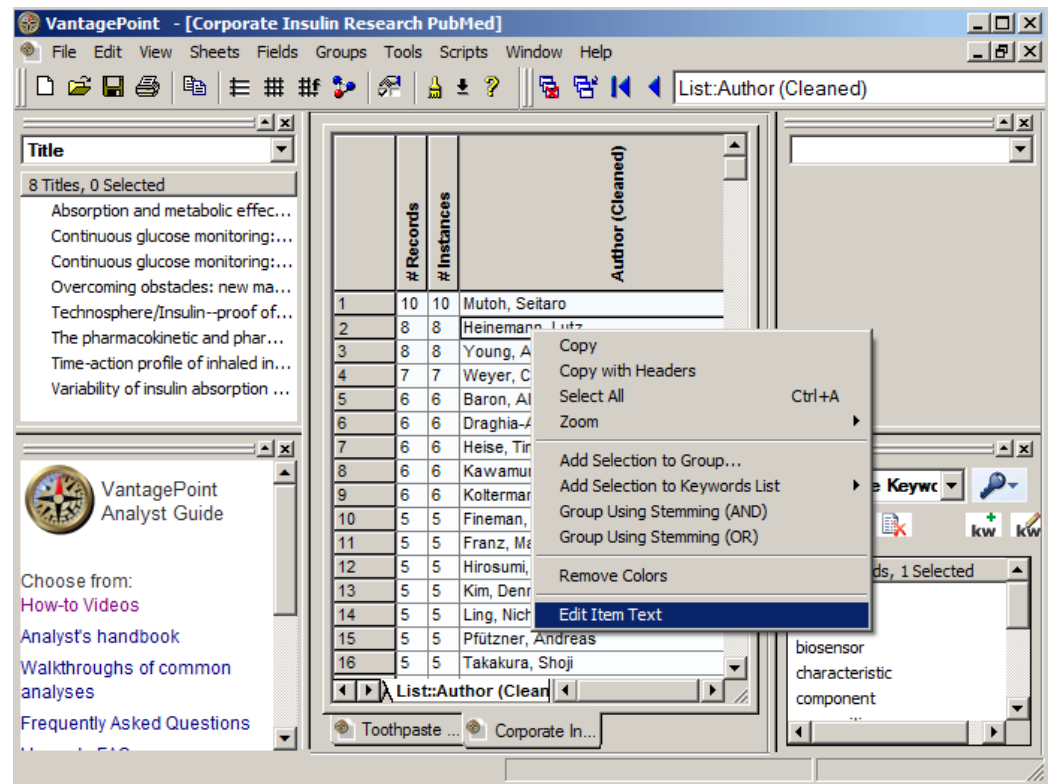 VantagePoint - [Corporate Insulin Research PubMed]
File Edit View Sheets Fields Groups Tools Scripts Window Help
List::Author (Cleaned)
Title
8 Titles, 0 Selected
Absorption and metabolic effec...
Continuous glucose monitoring:...
Continuous glucose monitoring:...
Overcoming obstacles: new ma...
Technosphere/Insulin--proof of...
The pharmacokinetic and phar...
Time-action profile of inhaled in...
Variability of insulin absorption ...
VantagePoint
Analyst Guide
Choose from:
How-to Videos
Analyst's handbook
Walkthroughs of common
analyses
Frequently Asked Questions
# Records
# Instances
Author (Cleaned)
1 10 10 Mutoh, Seitaro
2 8 8 Heinemann, Lutz
3 8 8 Young, A
4 7 7 Weyer, C
5 6 6 Baron, Al
6 6 6 Draghia-A
7 6 6 Heise, Tim
8 6 6 Kawamur
9 6 6 Kolterman
10 5 5 Fineman,
11 5 5 Franz, Ma
12 5 5 Hirosumi,
13 5 5 Kim, Denn
14 5 5 Ling, Nich
15 5 5 Pfützner, Andreas
16 5 5 Takakura, Shoji
List::Author (Clean
Toothpaste ...
Corporate In...
Copy
Copy with Headers
Select All Ctrl+A
Zoom
Add Selection to Group...
Add Selection to Keywords List
Group Using Stemming (AND)
Group Using Stemming (OR)
Remove Colors
Edit Item Text
e Keywc
kw kw
ds, 1 Selected
biosensor
characteristic
component